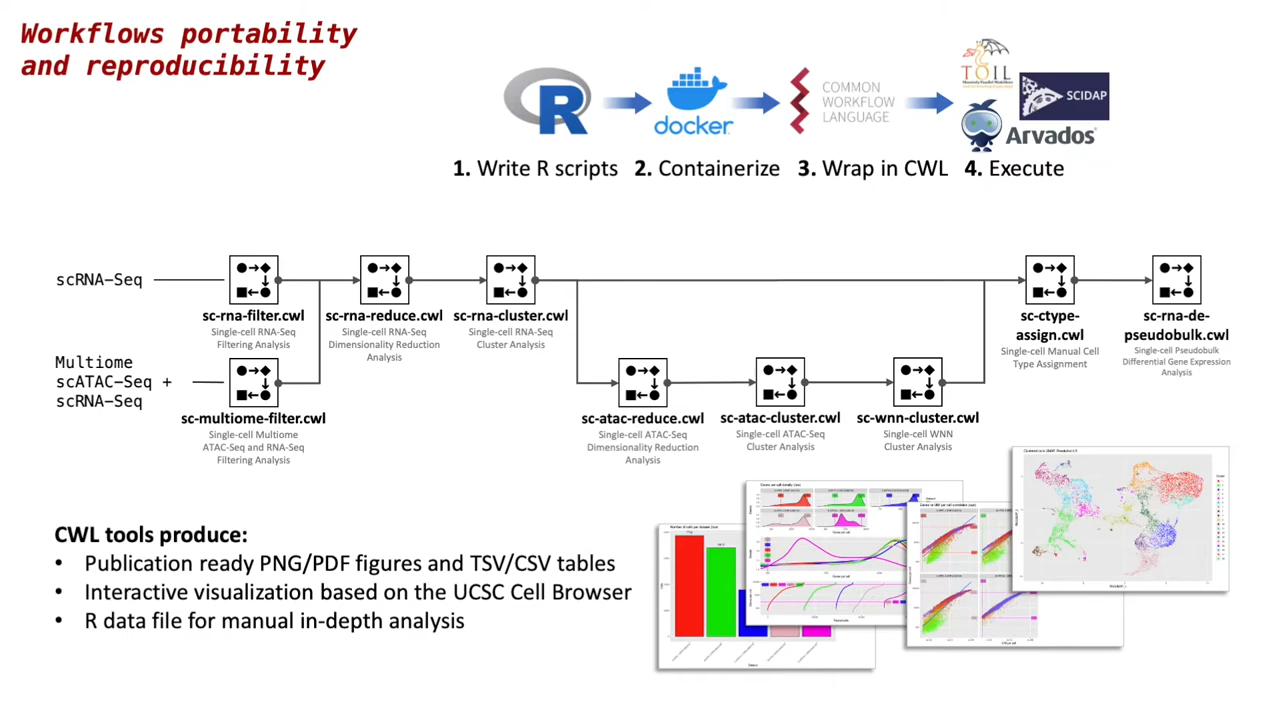 Workflows portability
and reproducibility
R
docker
COMMON
WORKFLOW
LANGUAGE
TOIL
SCIDAP
Arvados
1. Write R scripts 2. Containerize 3. Wrap in CWL 4. Execute
scRNA-Seq
sc-rna-filter.cwl
Single-cell RNA-Seq
Filtering Analysis
sc-rna-reduce.cwl
Single-cell RNA-Seq
Dimensionality Reduction
Analysis
sc-rna-cluster.cwl
Single-cell RNA-Seq
Cluster Analysis
sc-ctype-
assign.cwl
Single-cell Manual Cell
Type Assignment
sc-rna-de-
pseudobulk.cwl
Single-cell Pseudobulk
Differential Gene Expression
Analysis
Multiome
scATAC-Seq +
scRNA-Seq
sc-multiome-filter.cwl
Single-cell Multiome
ATAC-Seq and RNA-Seq
Filtering Analysis
sc-atac-reduce.cwl
Single-cell ATAC-Seq
Dimensionality Reduction
Analysis
sc-atac-cluster.cwl
Single-cell ATAC-Seq
Cluster Analysis
sc-wnn-cluster.cwl
Single-cell WNN
Cluster Analysis
CWL tools produce:
• Publication ready PNG/PDF figures and TSV/CSV tables
• Interactive visualization based on the UCSC Cell Browser
• R data file for manual in-depth analysis